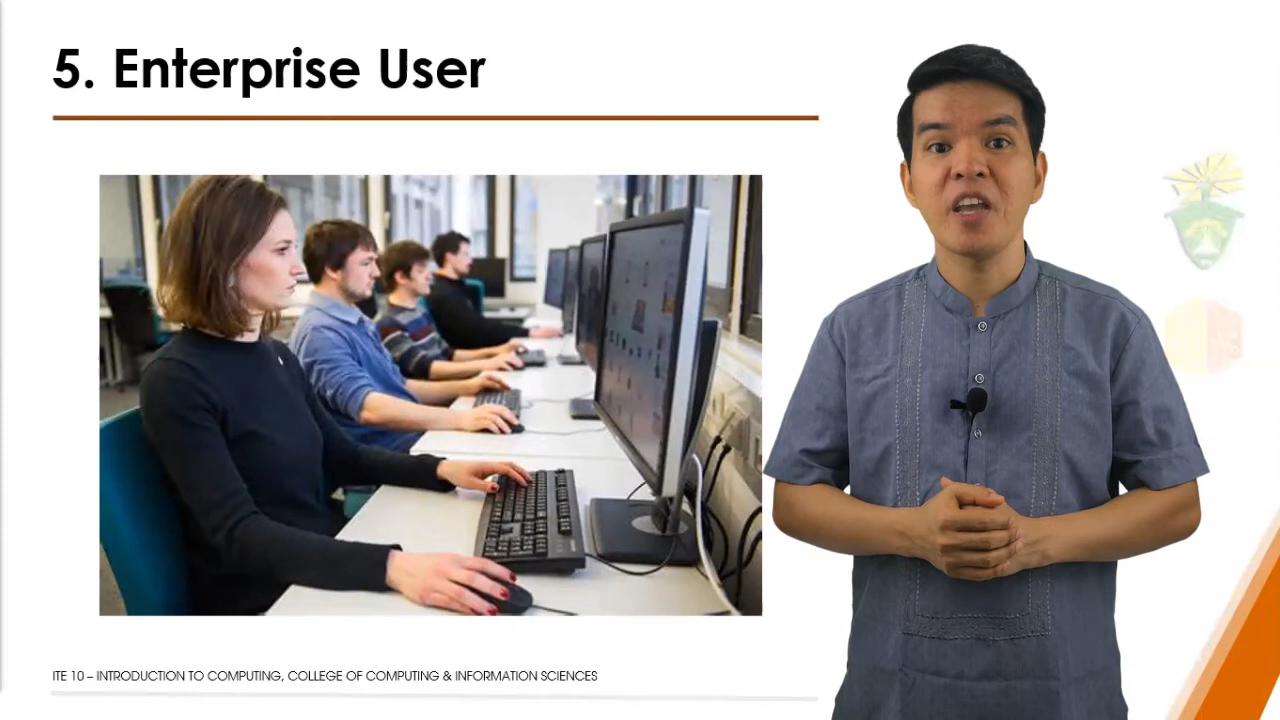 5. Enterprise User
ITE 10 – INTRODUCTION TO COMPUTING, COLLEGE OF COMPUTING & INFORMATION SCIENCES